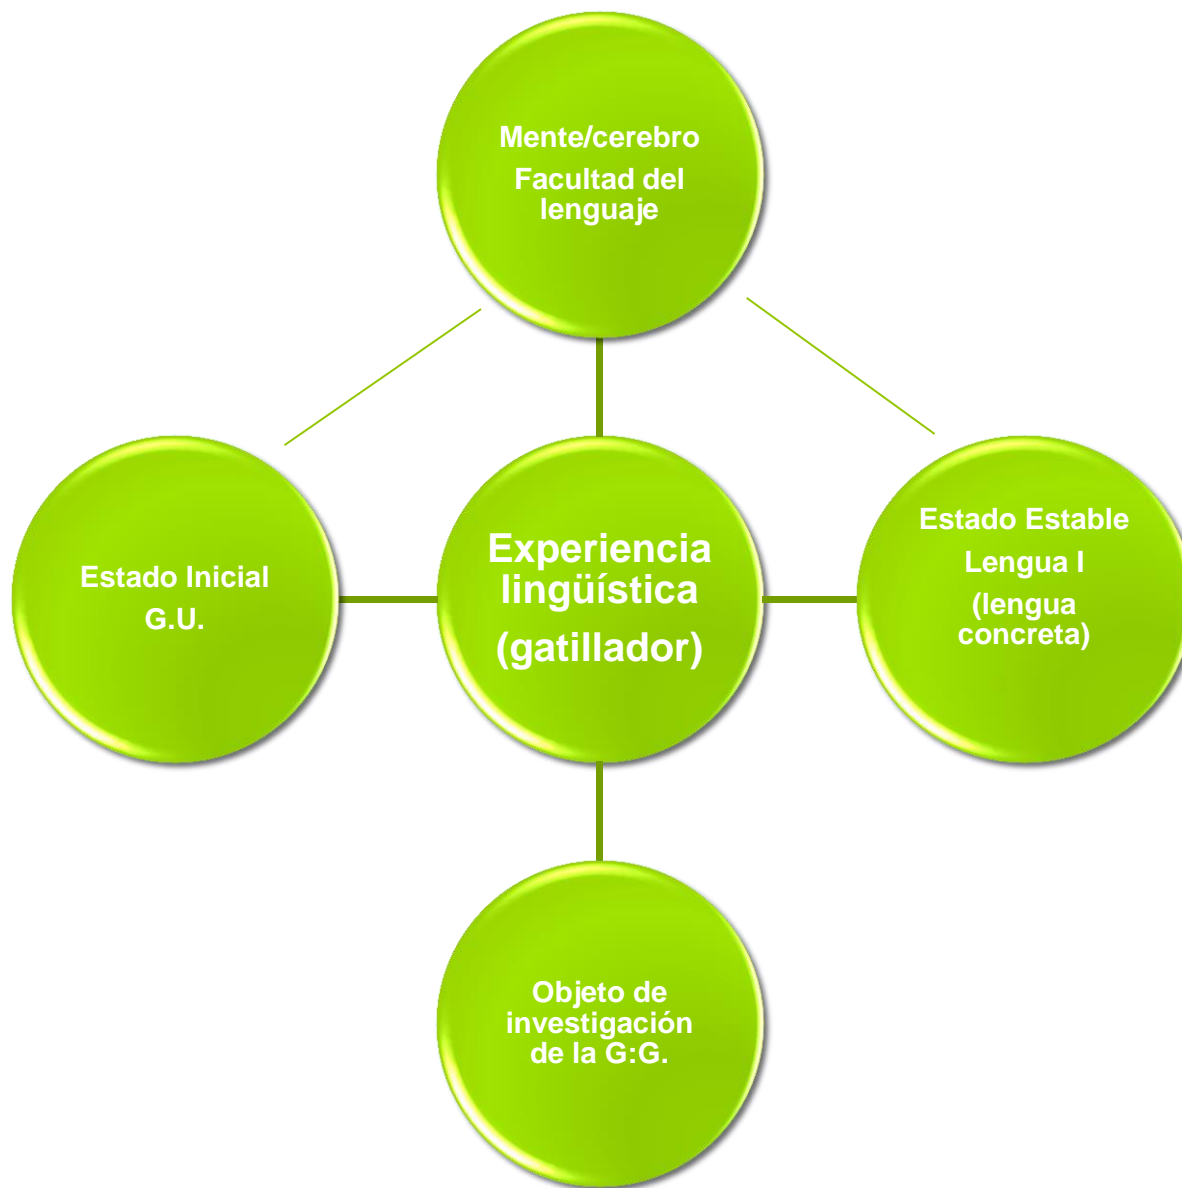 Mente/cerebro
Facultad del
lenguaje
Estado Inicial
G.U.
Experiencia
lingüística
(gatillador)
Estado Estable
Lengua I
(lengua
concreta)
Objeto de
investigación
de la G:G.